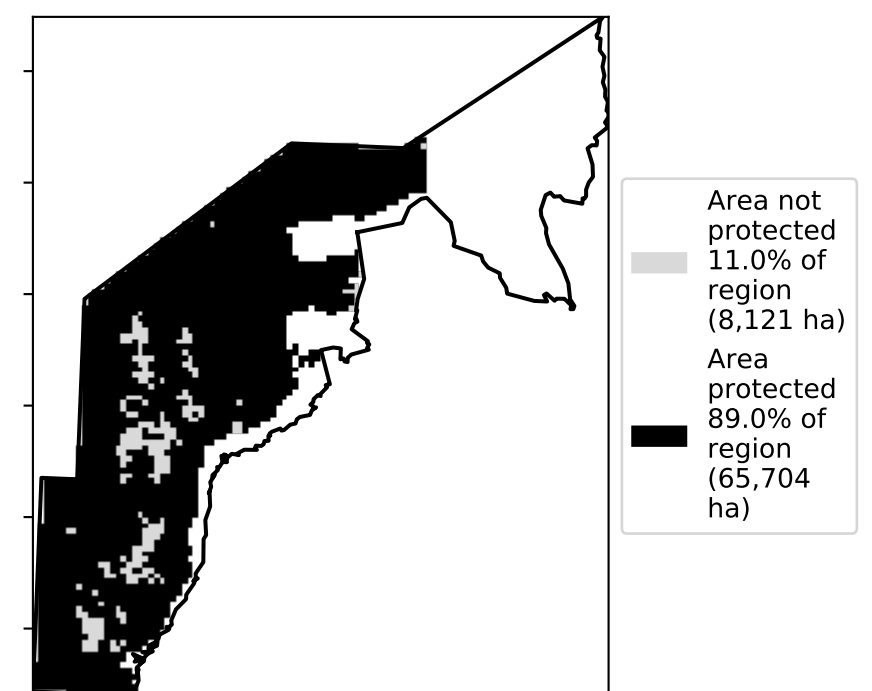 Area not
protected
11.0% of
region
(8,121 ha)
Area
protected
89.0% of
region
(65,704
ha)